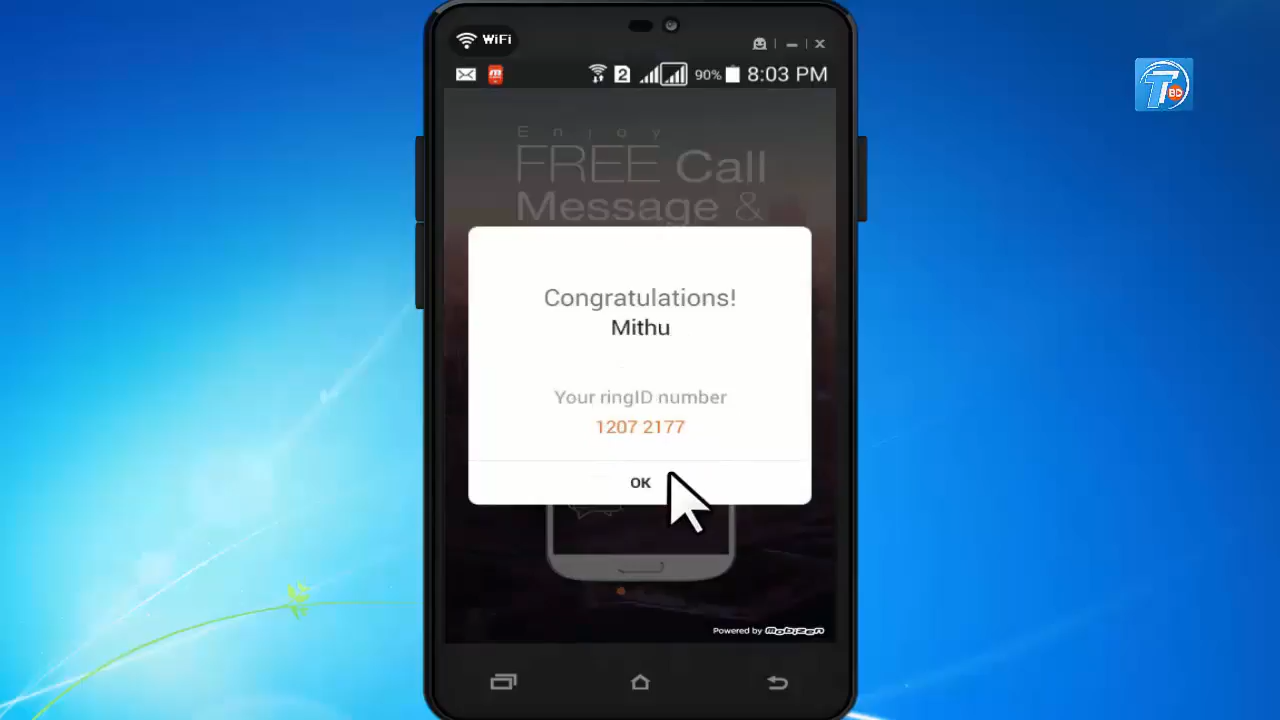 WiFi
2 90% 8:03 PM
T BD
Enjoy
FREE Call
Message &
Congratulations!
Mithu
Your ringID number
1207 2177
OK
Powered by mobizen